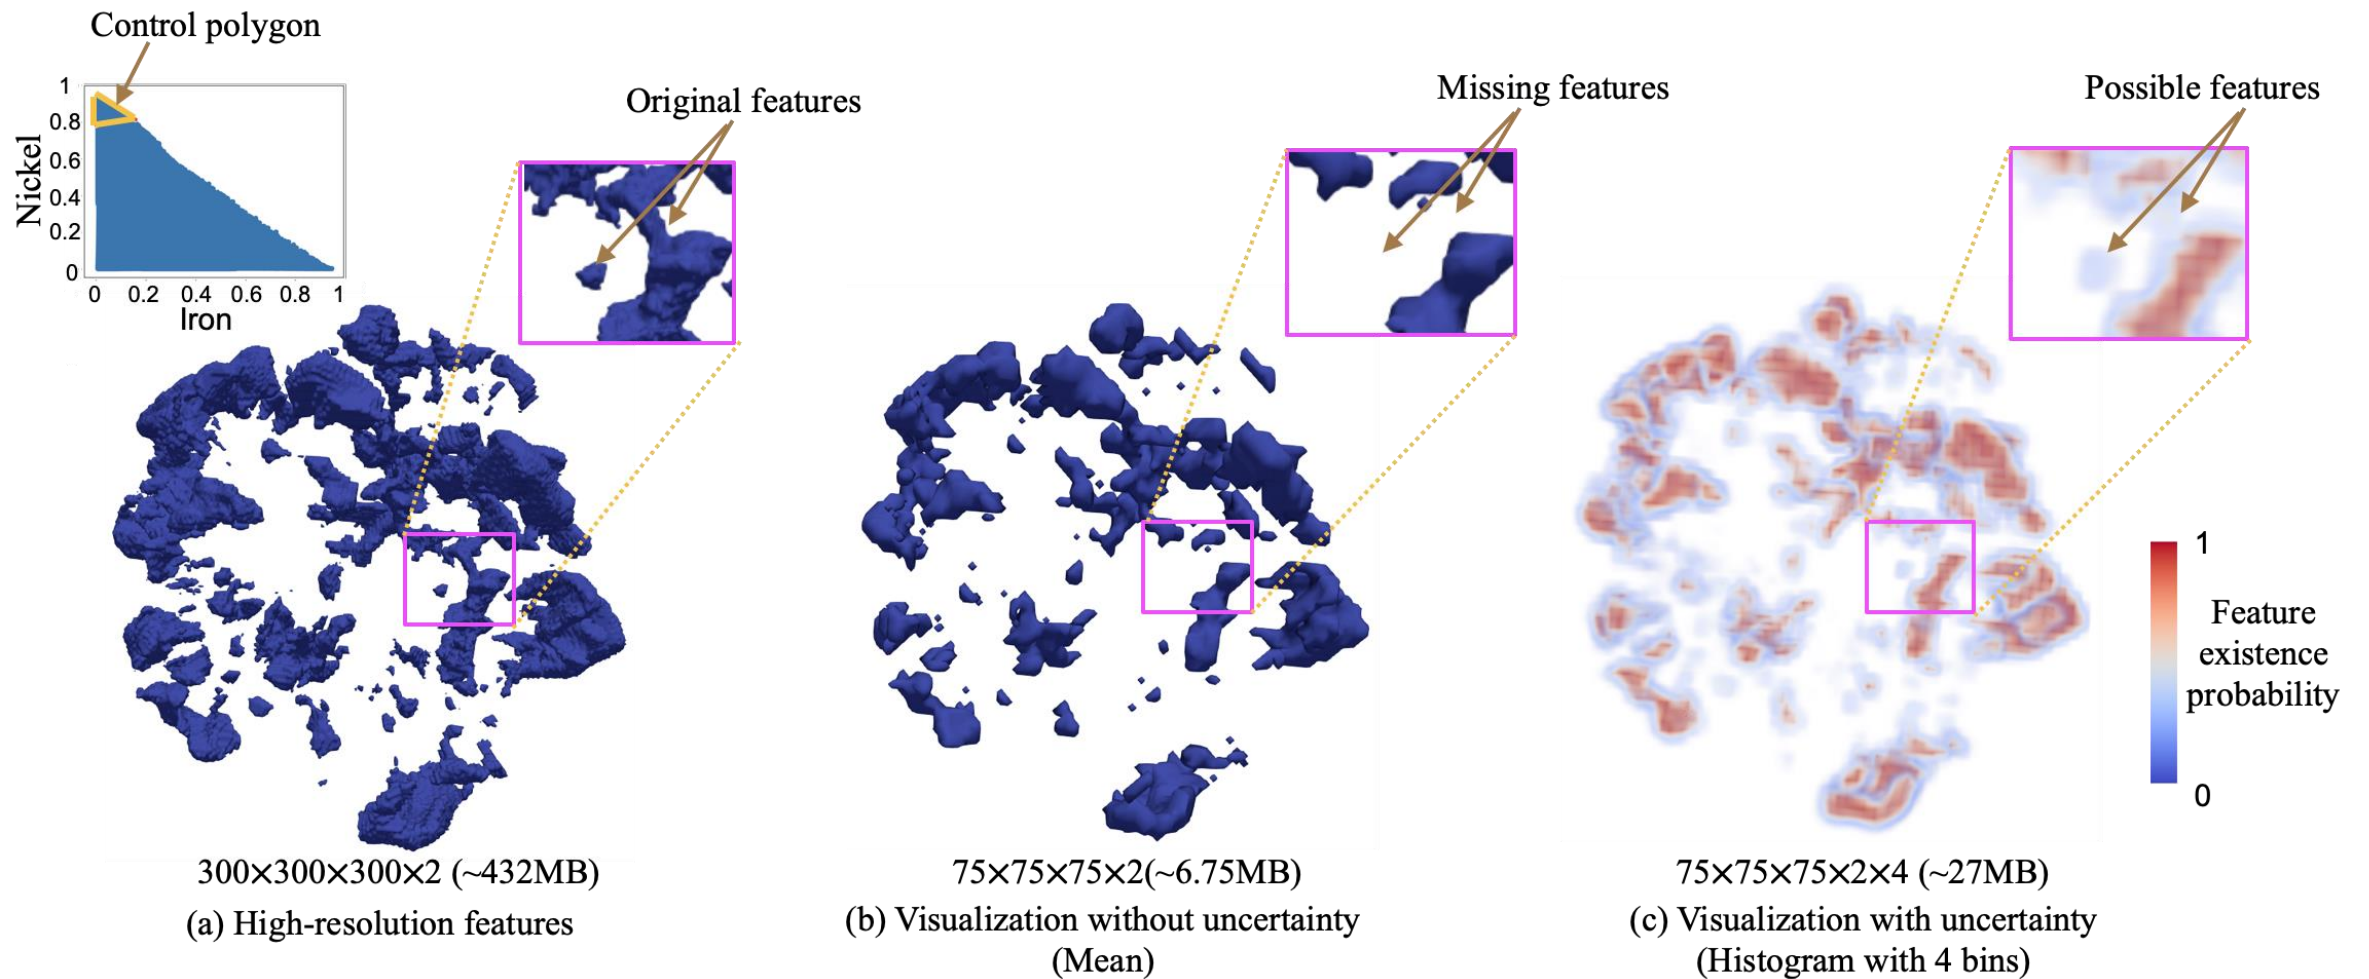 Control polygon
1
0.8
0.6
0.4
0.2
0
Nickel
0
0.2
0.4
0.6
0.8
1
Iron
Original features
Missing features
Possible features
1
Feature
existence
probability
0
300×300×300×2 (~432MB)
(a) High-resolution features
75×75×75×2(~6.75MB)
(b) Visualization without uncertainty
(Mean)
75×75×75×2×4 (~27MB)
(c) Visualization with uncertainty
(Histogram with 4 bins)